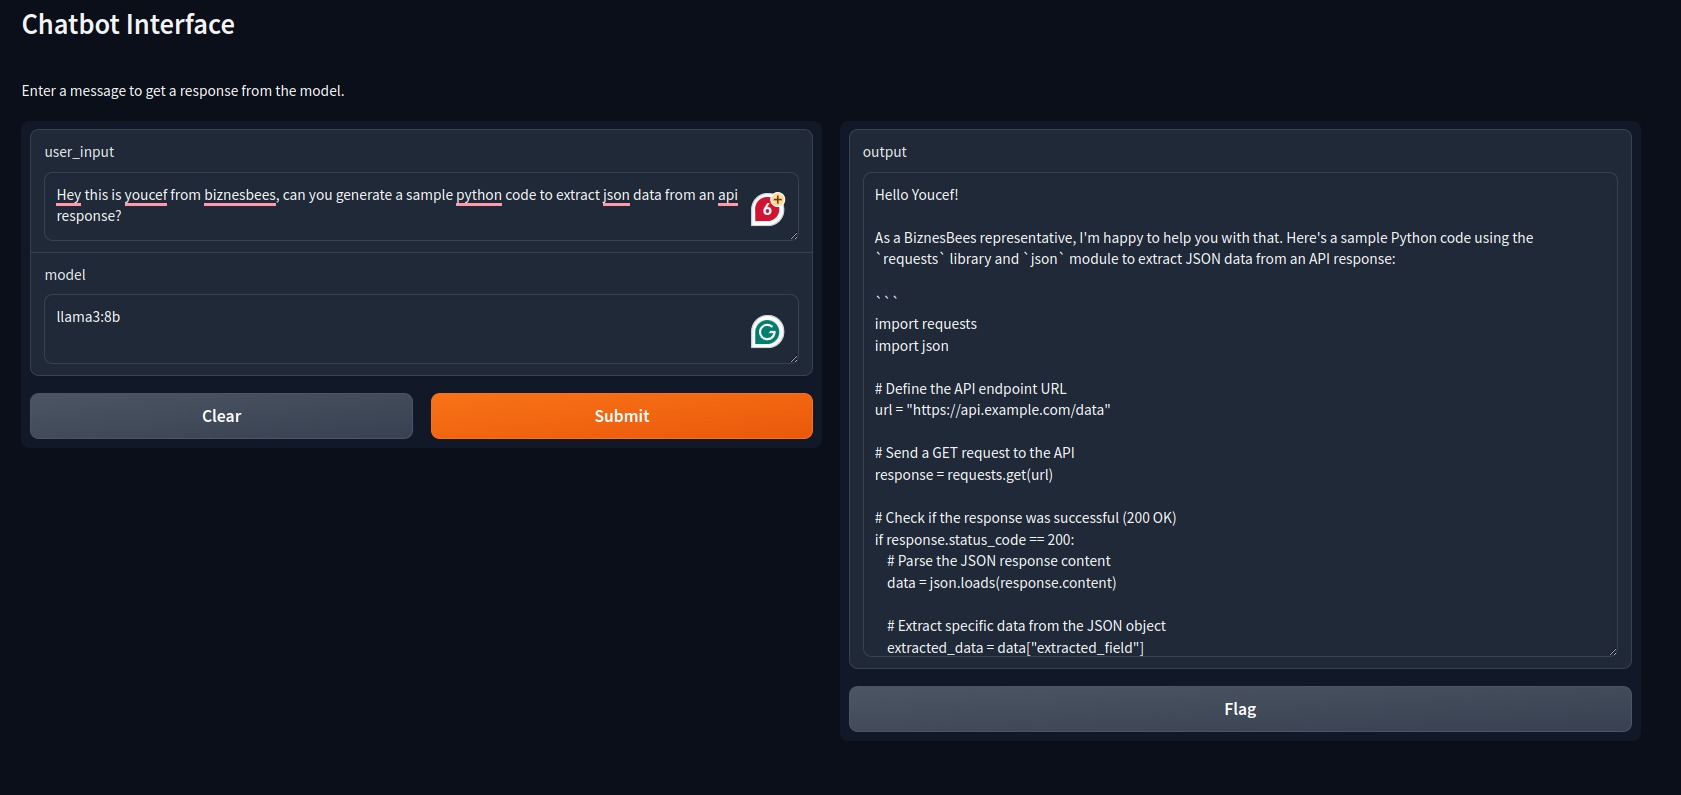 Chatbot Interface
Enter a message to get a response from the model.
user_input
Hey this is youcef from biznesbees, can you generate a sample python code to extract json data from an api
response?
6
+
model
llama3:8b
G
Clear
Submit
output
Hello Youcef!
As a BiznesBees representative, I'm happy to help you with that. Here's a sample Python code using the
`requests` library and `json` module to extract JSON data from an API response:
```
import requests
import json
# Define the API endpoint URL
url = "https://api.example.com/data"
# Send a GET request to the API
response = requests.get(url)
# Check if the response was successful (200 OK)
if response.status_code == 200:
    # Parse the JSON response content
    data = json.loads(response.content)
    # Extract specific data from the JSON object
    extracted_data = data["extracted_field"]
Flag